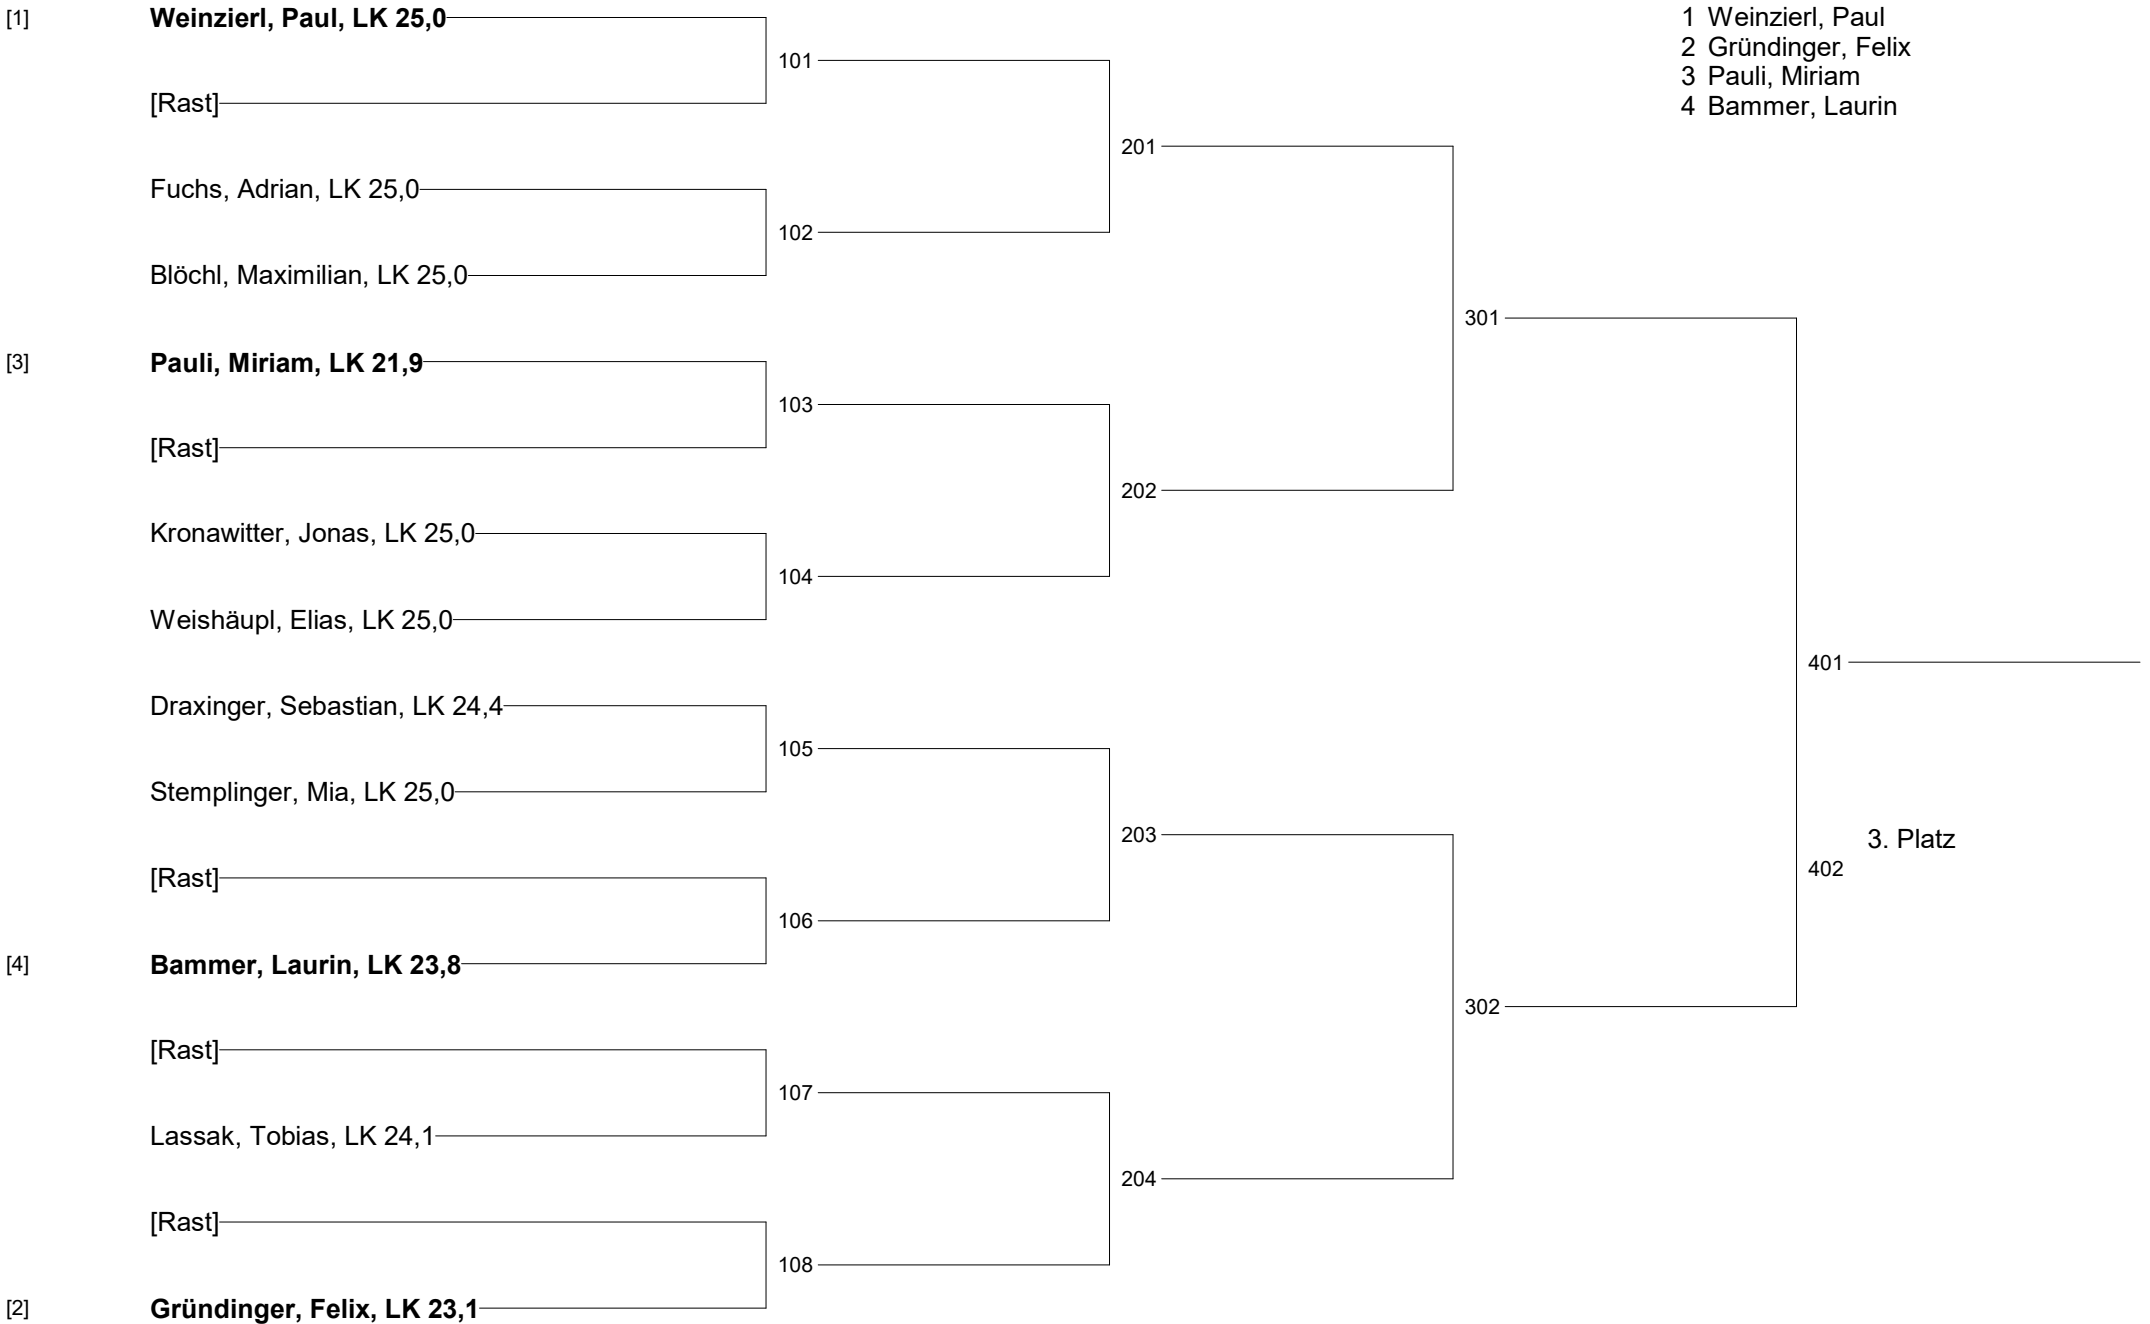 [1] Weinzierl, Paul, LK 25,0
1 Weinzierl, Paul
2 Gründinger, Felix
3 Pauli, Miriam
4 Bammer, Laurin
101
[Rast]
201
Fuchs, Adrian, LK 25,0
102
Blöchl, Maximilian, LK 25,0
301
[3] Pauli, Miriam, LK 21,9
103
[Rast]
202
Kronawitter, Jonas, LK 25,0
104
Weishäupl, Elias, LK 25,0
401
Draxinger, Sebastian, LK 24,4
105
Stemplinger, Mia, LK 25,0
203
3. Platz
402
[Rast]
106
[4] Bammer, Laurin, LK 23,8
302
[Rast]
107
Lassak, Tobias, LK 24,1
204
[Rast]
108
[2] Gründinger, Felix, LK 23,1